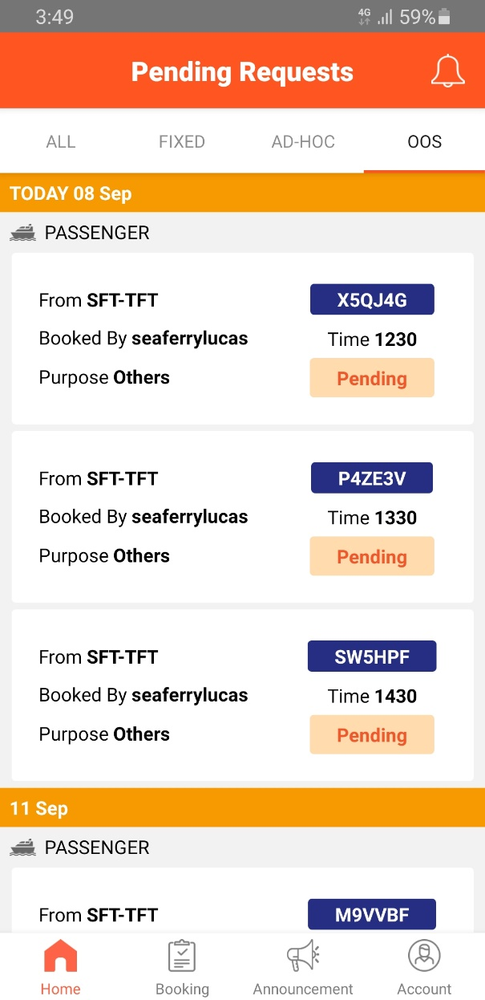 3:49 4G 59%
Pending Requests
ALL FIXED AD-HOC OOS
TODAY 08 Sep
PASSENGER
From SFT-TFT X5QJ4G
Booked By seaferrylucas Time 1230
Purpose Others Pending
From SFT-TFT P4ZE3V
Booked By seaferrylucas Time 1330
Purpose Others Pending
From SFT-TFT SW5HPF
Booked By seaferrylucas Time 1430
Purpose Others Pending
11 Sep
PASSENGER
From SFT-TFT M9VVBF
Home Booking Announcement Account